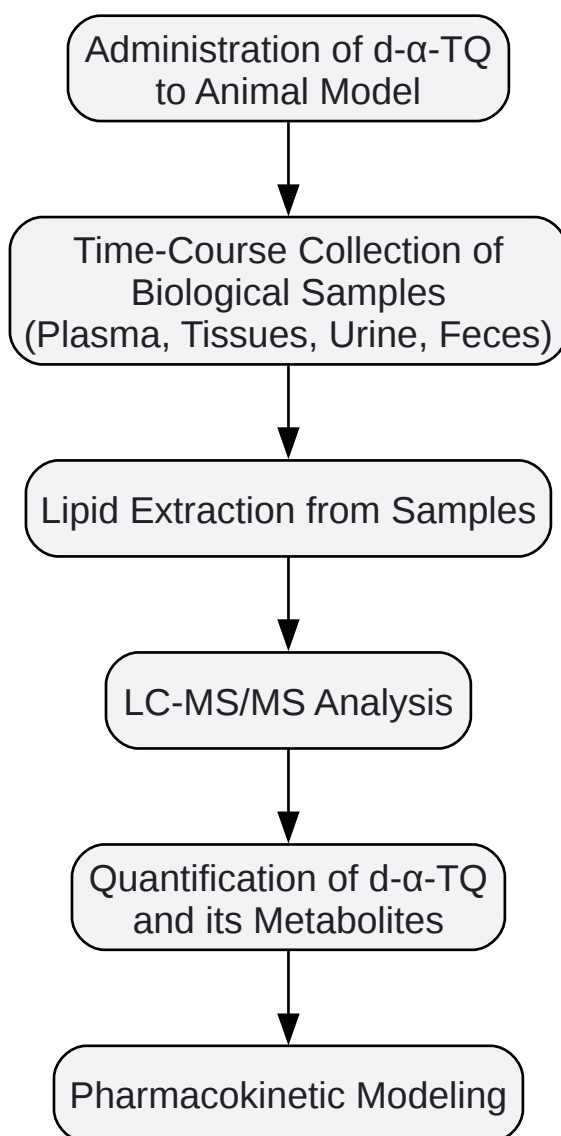 Administration of d-α-TQ
to Animal Model
Time-Course Collection of
Biological Samples
(Plasma, Tissues, Urine, Feces)
Lipid Extraction from Samples
LC-MS/MS Analysis
Quantification of d-α-TQ
and its Metabolites
Pharmacokinetic Modeling